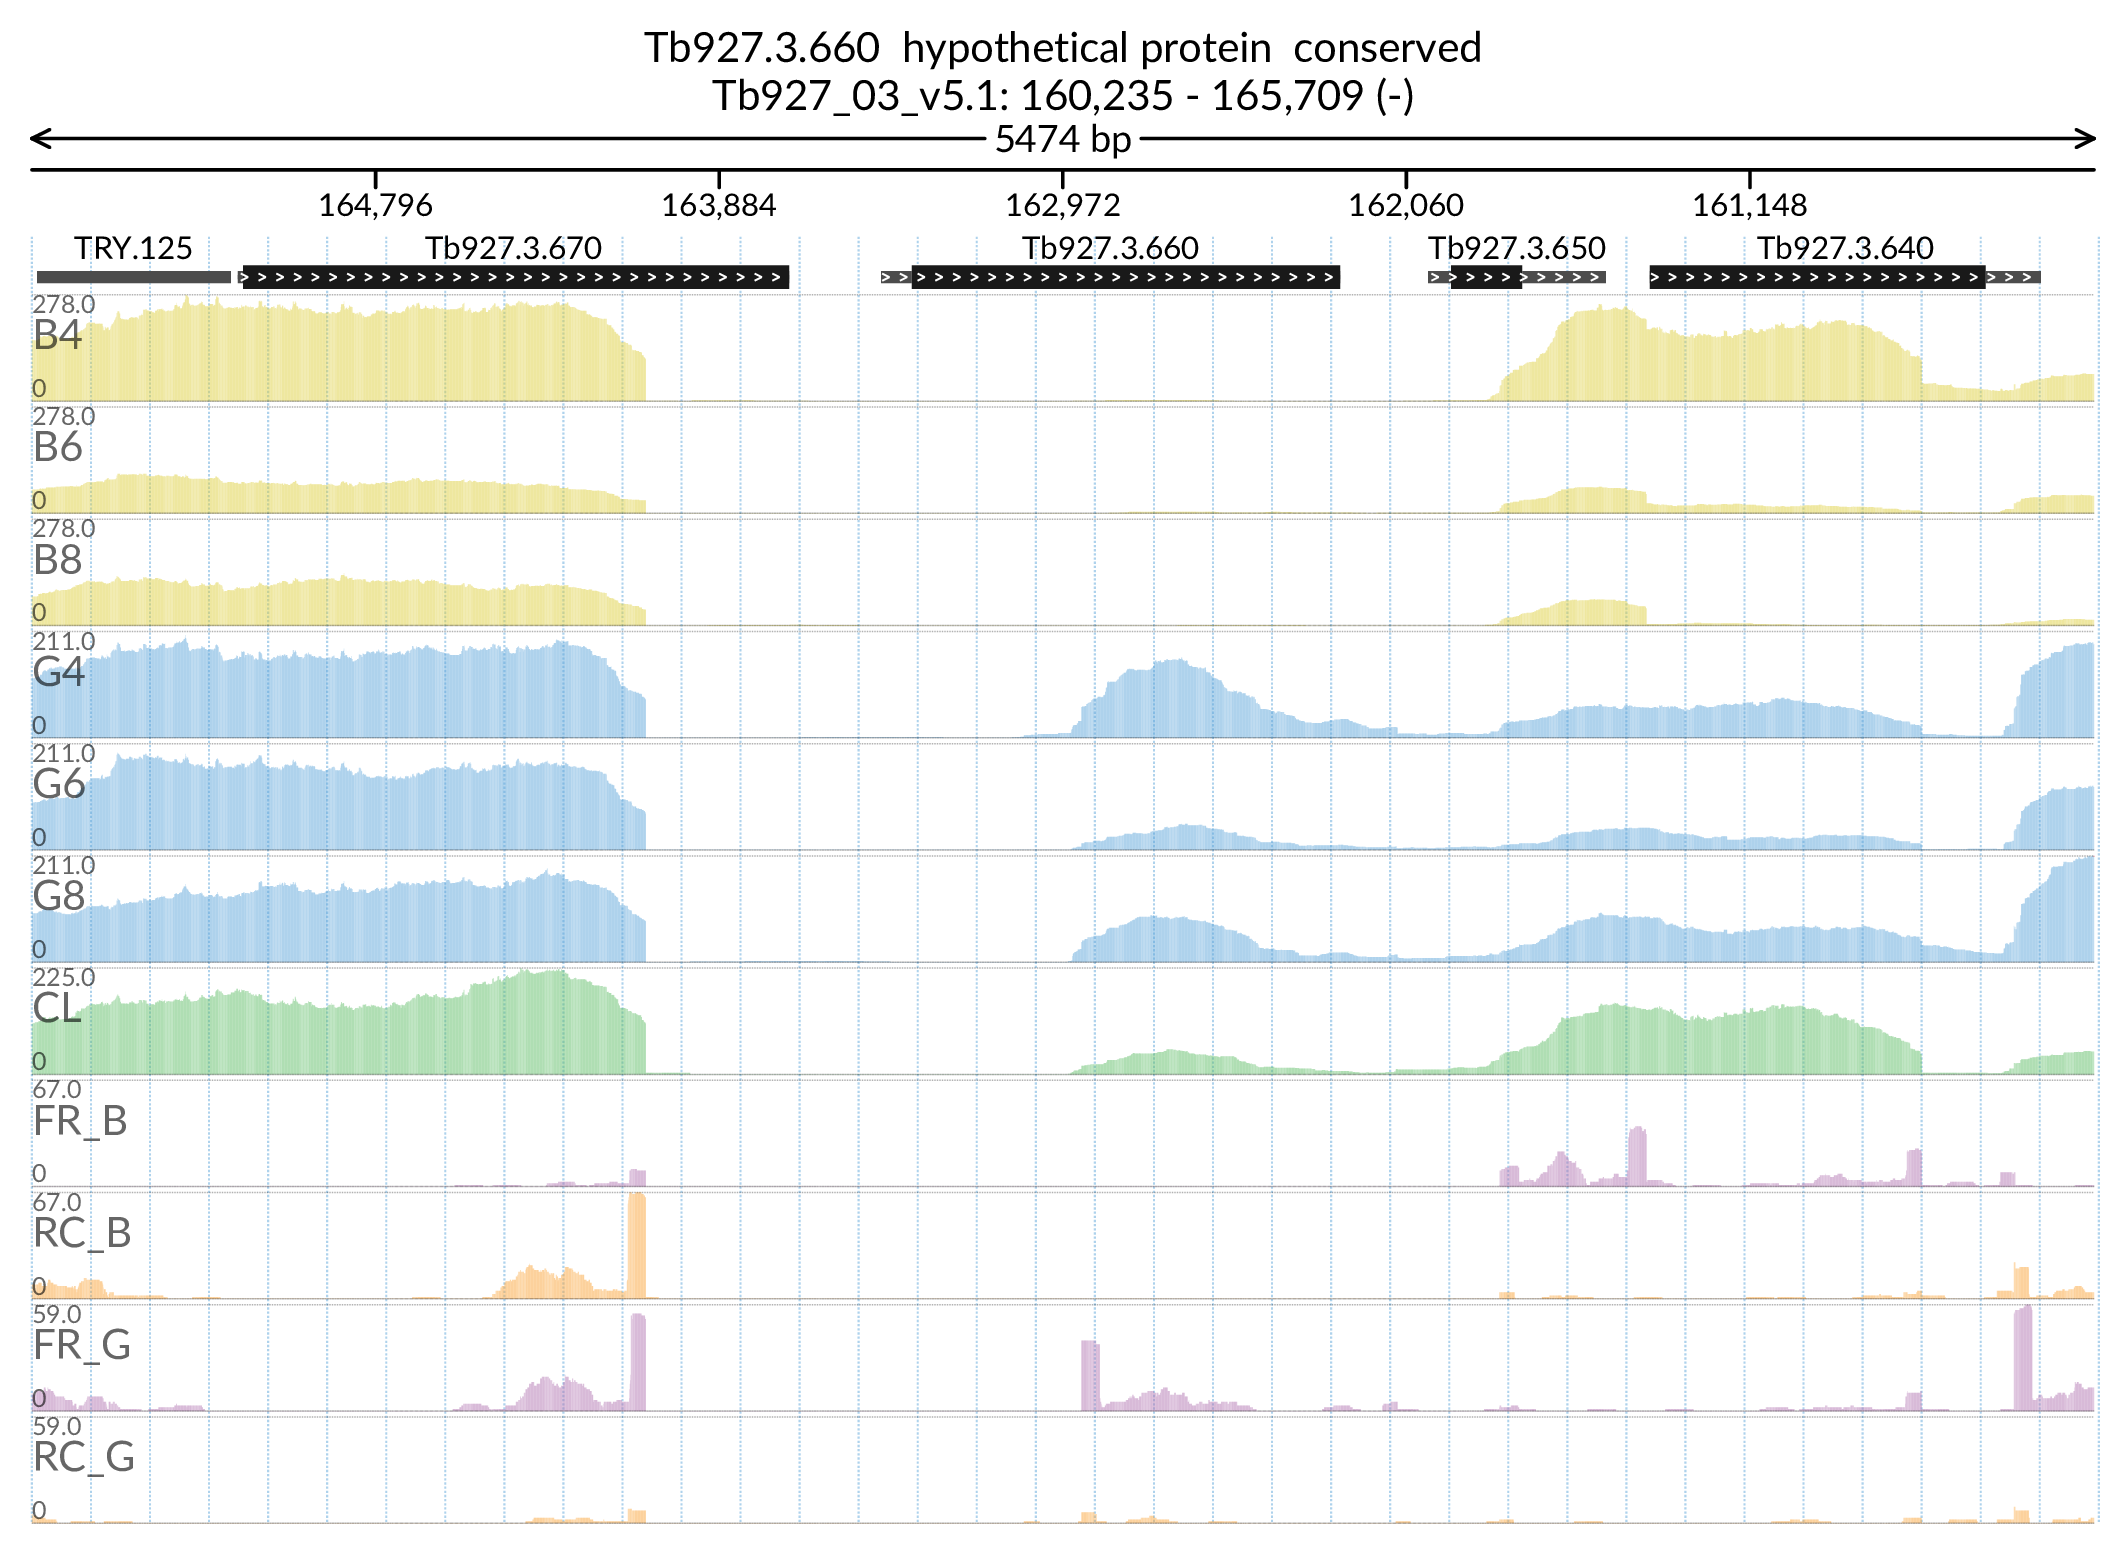 Tb927.3.660  hypothetical protein  conserved
Tb927_03_v5.1: 160,235 - 165,709 (-)
5474 bp
164,796 163,884 162,972 162,060 161,148
TRY.125 Tb927.3.670 Tb927.3.660 Tb927.3.650 Tb927.3.640
278.0
B4
0
278.0
B6
0
278.0
B8
0
211.0
G4
0
211.0
G6
0
211.0
G8
0
225.0
CL
0
67.0
FR_B
0
67.0
RC_B
0
59.0
FR_G
0
59.0
RC_G
0